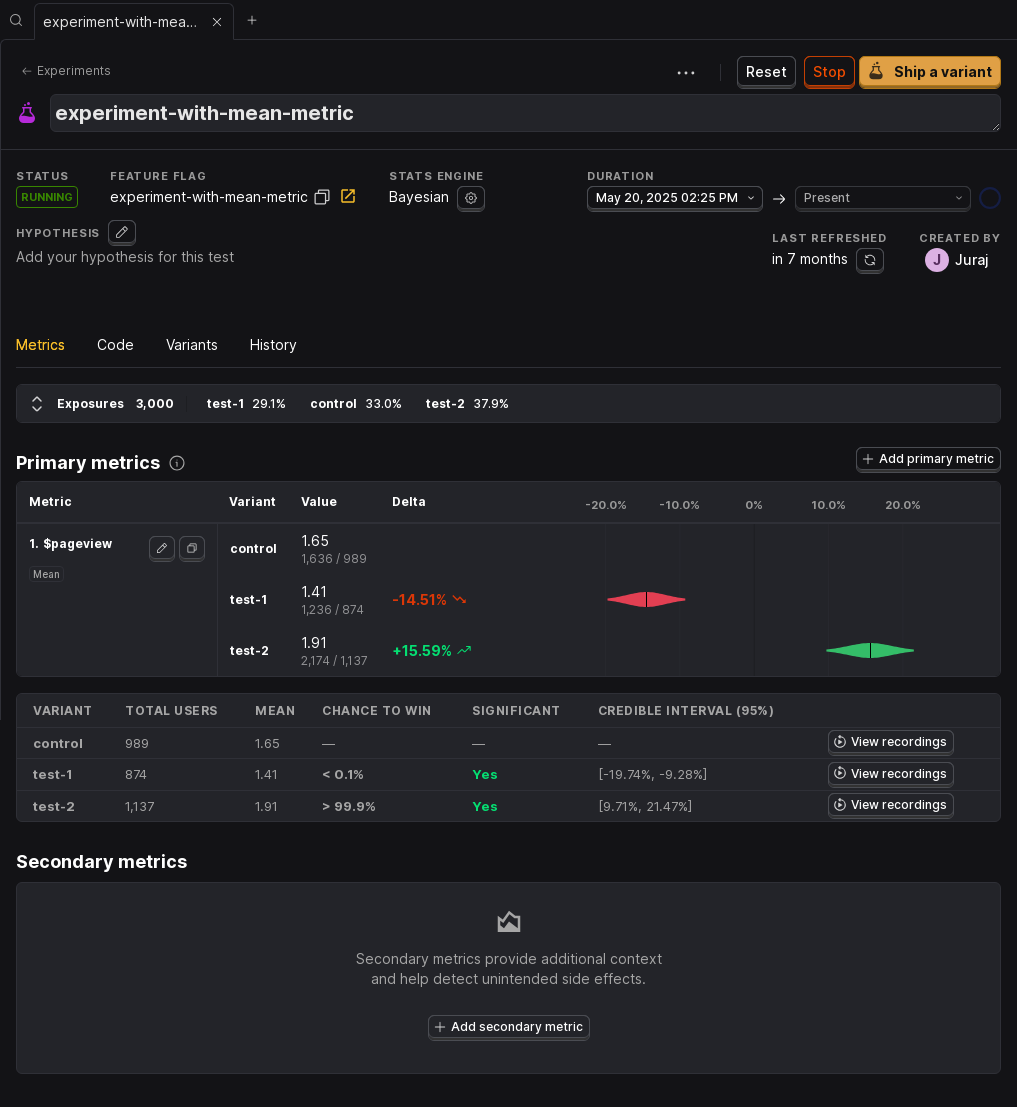 experiment-with-mea...
Experiments
Reset
Stop
Ship a variant
experiment-with-mean-metric
STATUS
FEATURE FLAG
STATS ENGINE
DURATION
RUNNING
experiment-with-mean-metric
Bayesian
May 20, 2025 02:25 PM
Present
HYPOTHESIS
LAST REFRESHED
CREATED BY
Add your hypothesis for this test
in 7 months
J Juraj
Metrics Code Variants History
Exposures 3,000 test-1 29.1% control 33.0% test-2 37.9%
Primary metrics
Add primary metric
Metric Variant Value Delta -20.0% -10.0% 0% 10.0% 20.0%
1. $pageview
Mean
control 1.65
1,636 / 989
test-1 1.41 -14.51%
1,236 / 874
test-2 1.91 +15.59%
2,174 / 1,137
VARIANT TOTAL USERS MEAN CHANCE TO WIN SIGNIFICANT CREDIBLE INTERVAL (95%)
control 989 1.65 — — — View recordings
test-1 874 1.41 < 0.1% Yes [-19.74%, -9.28%] View recordings
test-2 1,137 1.91 > 99.9% Yes [9.71%, 21.47%] View recordings
Secondary metrics
Secondary metrics provide additional context
and help detect unintended side effects.
Add secondary metric